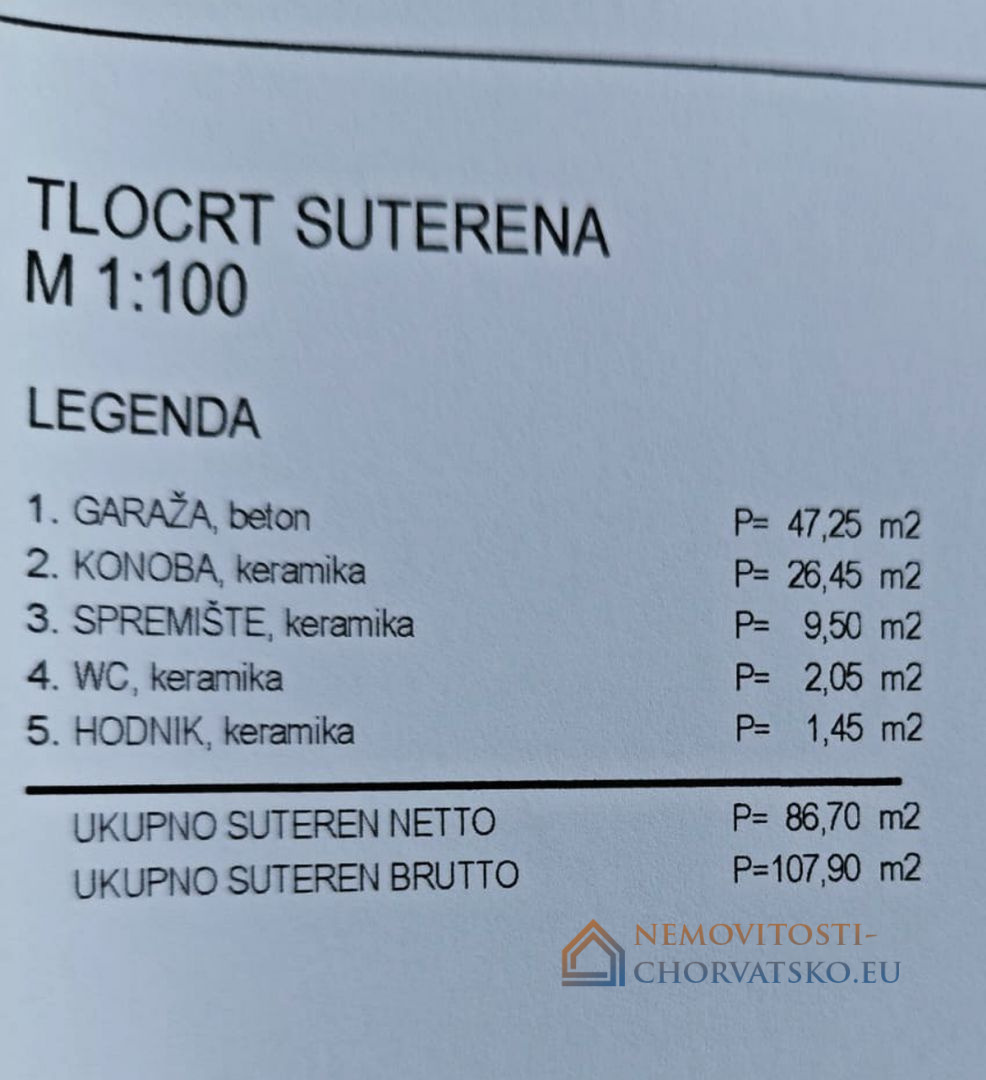 TLOCRT SUTERENA
M 1:100
LEGENDA
1. GARAŽA, beton P= 47,25 m2
2. KONOBA, keramika P= 26,45 m2
3. SPREMIŠTE, keramika P= 9,50 m2
4. WC, keramika P= 2,05 m2
5. HODNIK, keramika P= 1,45 m2
UKUPNO SUTEREN NETTO P= 86,70 m2
UKUPNO SUTEREN BRUTTO P=107,90 m2
NEMOVITOSTI-
CHORVATSKO.EU